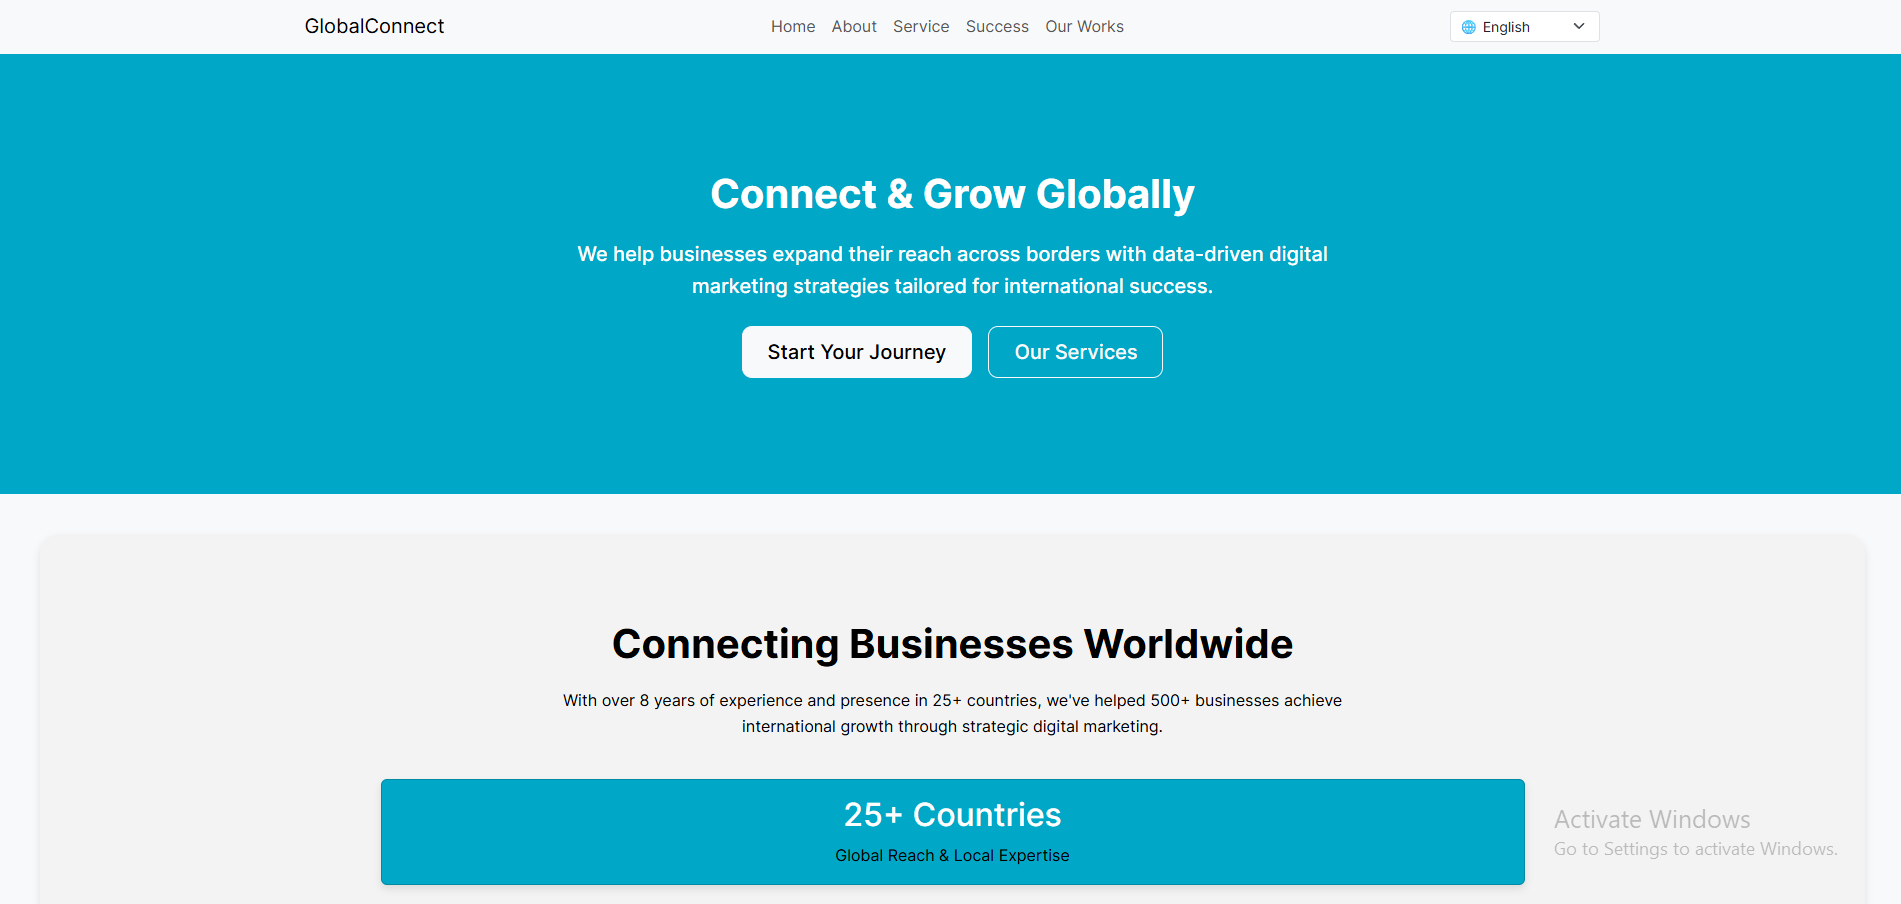 GlobalConnect
Home About Service Success Our Works
English
Connect & Grow Globally
We help businesses expand their reach across borders with data-driven digital
marketing strategies tailored for international success.
Start Your Journey
Our Services
Connecting Businesses Worldwide
With over 8 years of experience and presence in 25+ countries, we've helped 500+ businesses achieve
international growth through strategic digital marketing.
25+ Countries
Global Reach & Local Expertise
Activate Windows
Go to Settings to activate Windows.